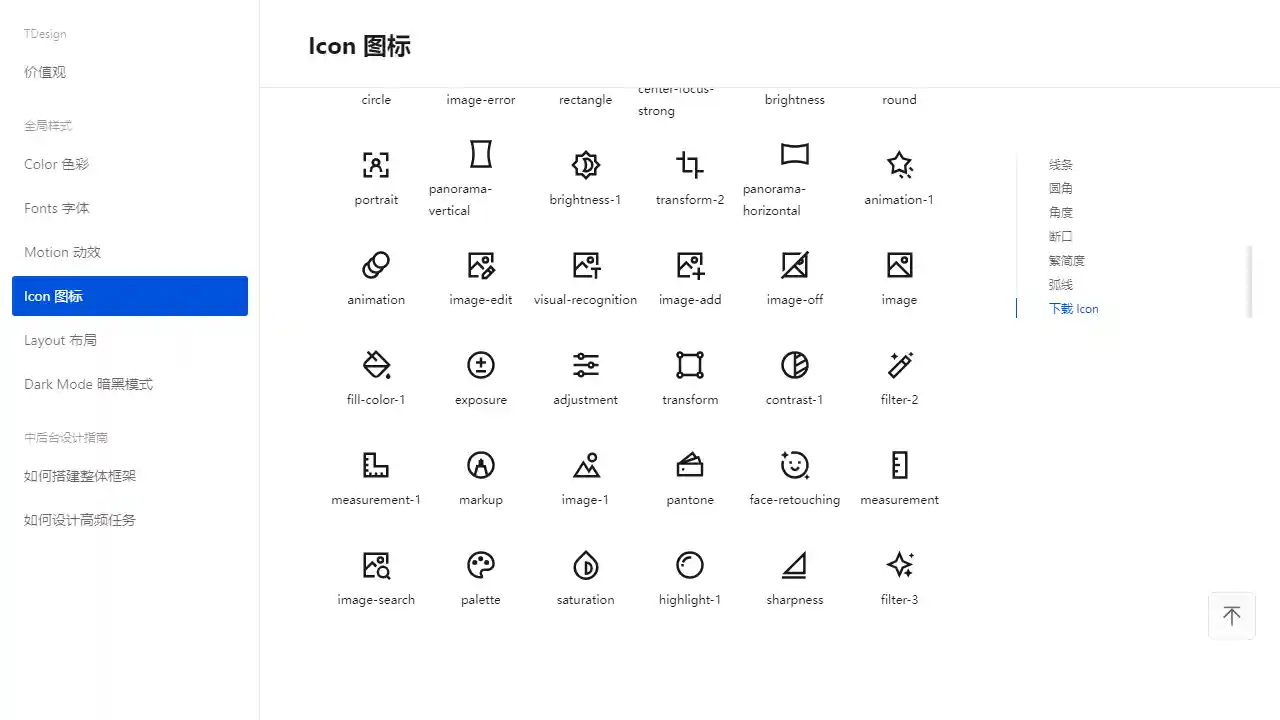 TDesign
价值观
全局样式
Color 色彩
Fonts 字体
Motion 动效
Icon 图标
Layout 布局
Dark Mode 暗黑模式
中后台设计指南
如何搭建整体框架
如何设计高频任务
Icon 图标
circle
image-error
rectangle
center-focus-
strong
brightness
round
portrait
panorama-
vertical
brightness-1
transform-2
panorama-
horizontal
animation-1
animation
image-edit
visual-recognition
image-add
image-off
image
fill-color-1
exposure
adjustment
transform
contrast-1
filter-2
measurement-1
markup
image-1
pantone
face-retouching
measurement
image-search
palette
saturation
highlight-1
sharpness
filter-3
线条
圆角
角度
断口
繁简度
弧线
下载 Icon